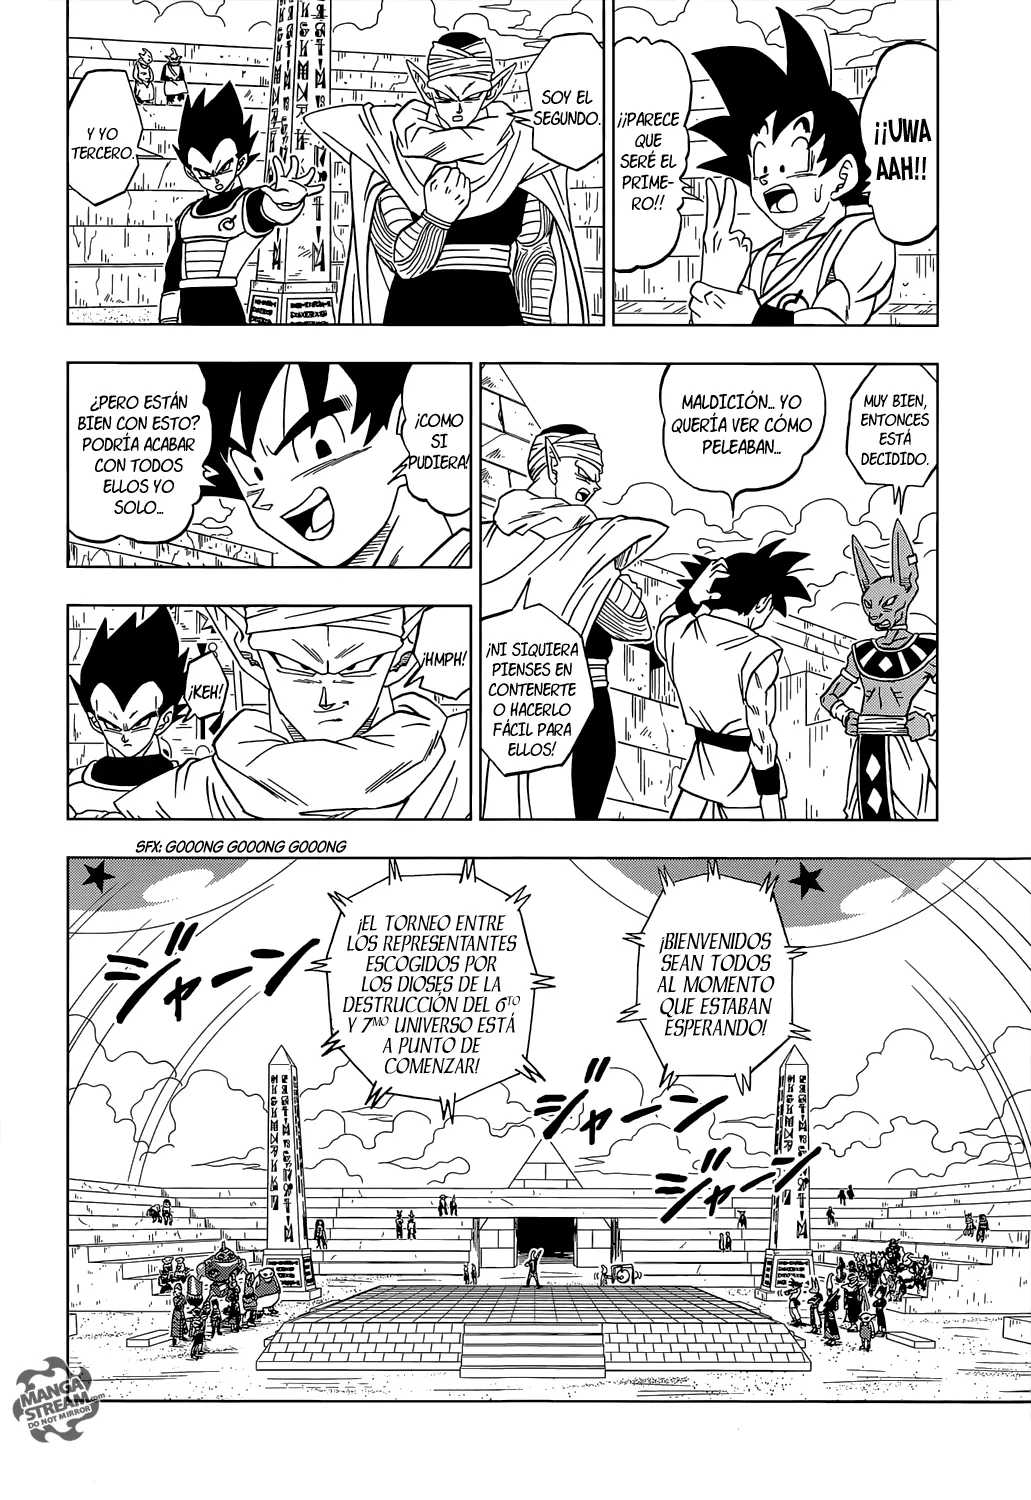 ¡¡UWA
AAH!!
¡¡PARECE
QUE
SERÉ EL
PRIME-
RO!!
SOY EL
SEGUNDO.
Y YO
TERCERO.
MUY BIEN,
ENTONCES
ESTÁ
DECIDIDO.
MALDICIÓN... YO
QUERÍA VER CÓMO
PELEABAN...
¡NI SIQUIERA
PIENSES EN
CONTENERTE
O HACERLO
FÁCIL PARA
ELLOS!
¡COMO
SI
PUDIERA!
¿PERO ESTÁN
BIEN CON ESTO?
PODRÍA ACABAR
CON TODOS
ELLOS YO
SOLO...
¡HMPH!
¡KEH!
SFX: GOOONG GOOONG GOOONG
¡BIENVENIDOS
SEAN TODOS
AL MOMENTO
QUE ESTABAN
ESPERANDO!
¡EL TORNEO ENTRE
LOS REPRESENTANTES
ESCOGIDOS POR
LOS DIOSES DE LA
DESTRUCCIÓN DEL 6TO
Y 7MO UNIVERSO ESTÁ
A PUNTO DE
COMENZAR!
ジャーン
ジャーン
ジャーン
MANGA
STREAM.com
DO NOT MIRROR